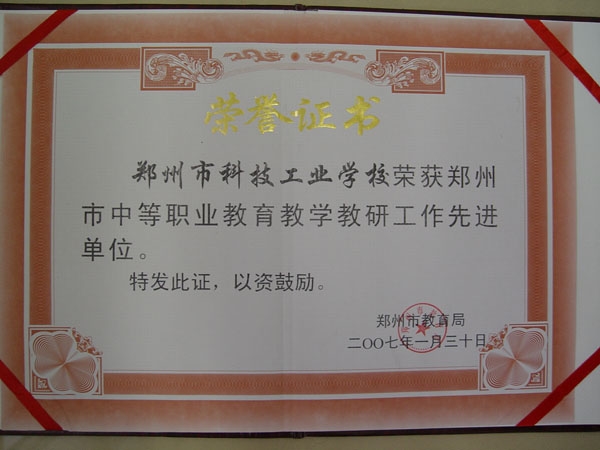 荣誉证书
郑州市科技工业学校荣获郑州
市中等职业教育教学教研工作先进
单位。
特发此证，以资鼓励。
郑州市教育局
二〇〇七年一月三十日